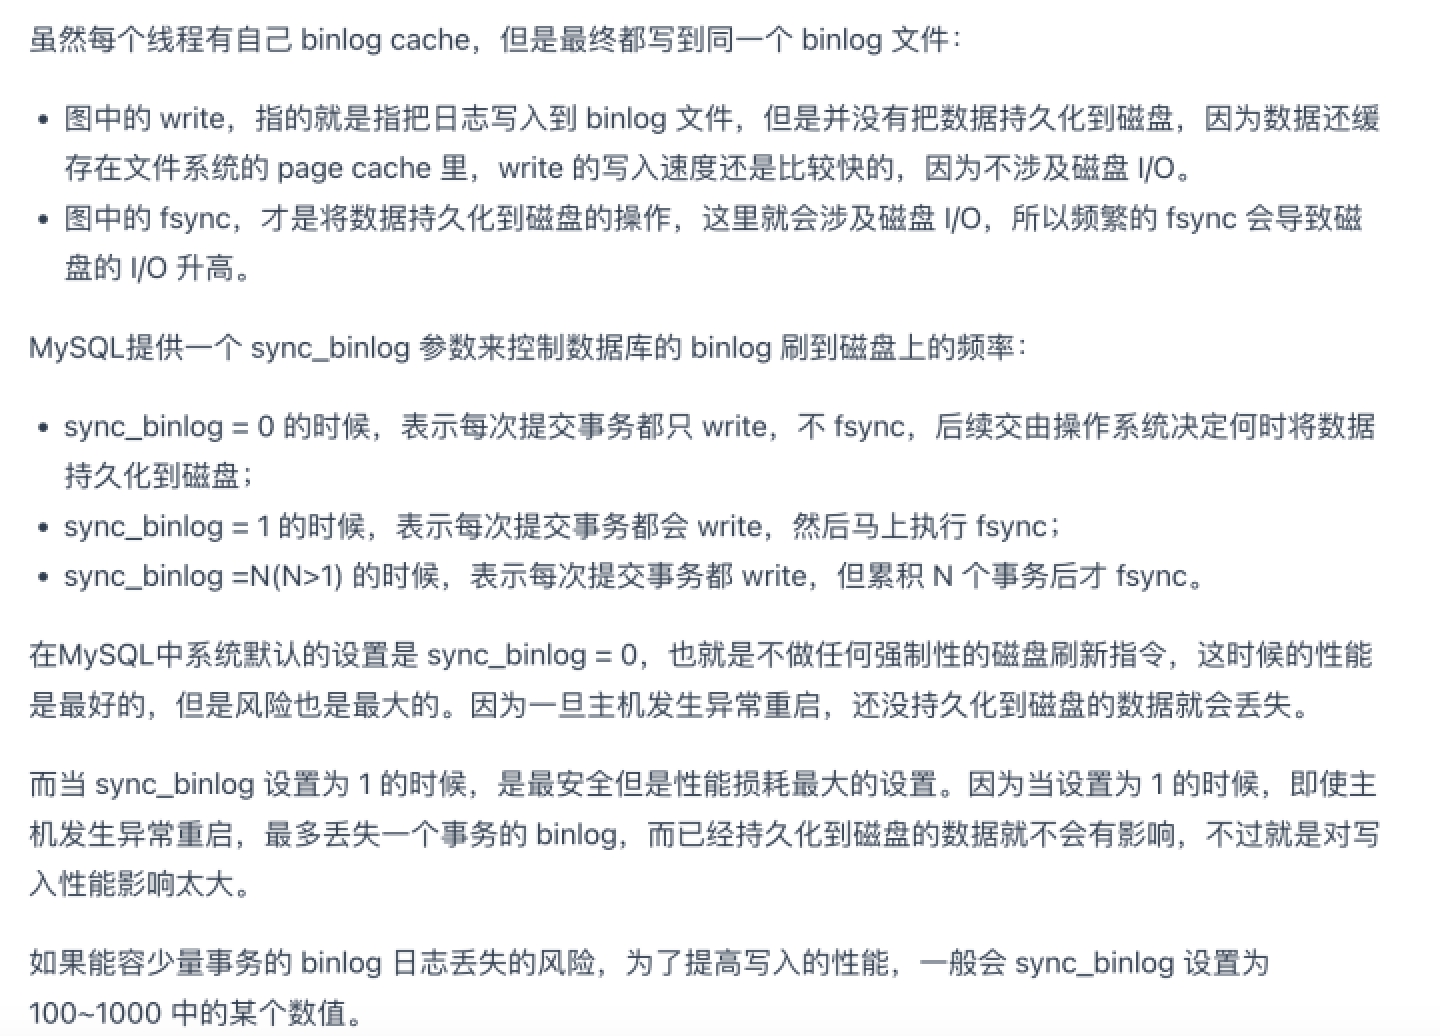 虽然每个线程有自己 binlog cache，但是最终都写到同一个 binlog 文件：
• 图中的 write，指的就是指把日志写入到 binlog 文件，但是并没有把数据持久化到磁盘，因为数据还缓
存在文件系统的 page cache 里，write 的写入速度还是比较快的，因为不涉及磁盘 I/O。
• 图中的 fsync，才是将数据持久化到磁盘的操作，这里就会涉及磁盘 I/O，所以频繁的 fsync 会导致磁
盘的 I/O 升高。
MySQL提供一个 sync_binlog 参数来控制数据库的 binlog 刷到磁盘上的频率：
• sync_binlog = 0 的时候，表示每次提交事务都只 write，不 fsync，后续交由操作系统决定何时将数据
持久化到磁盘；
• sync_binlog = 1 的时候，表示每次提交事务都会 write，然后马上执行 fsync；
• sync_binlog =N(N>1) 的时候，表示每次提交事务都 write，但累积 N 个事务后才 fsync。
在MySQL中系统默认的设置是 sync_binlog = 0，也就是不做任何强制性的磁盘刷新指令，这时候的性能
是最好的，但是风险也是最大的。因为一旦主机发生异常重启，还没持久化到磁盘的数据就会丢失。
而当 sync_binlog 设置为 1 的时候，是最安全但是性能损耗最大的设置。因为当设置为 1 的时候，即使主
机发生异常重启，最多丢失一个事务的 binlog，而已经持久化到磁盘的数据就不会有影响，不过就是对写
入性能影响太大。
如果能容少量事务的 binlog 日志丢失的风险，为了提高写入的性能，一般会 sync_binlog 设置为
100~1000 中的某个数值。